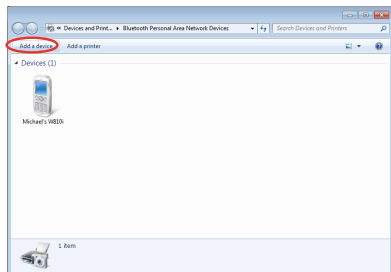 « Devices and Print... ▸ Bluetooth Personal Area Network Devices
Search Devices and Printers
Add a device
Add a printer
Devices (1)
Michael's W810i
1 item